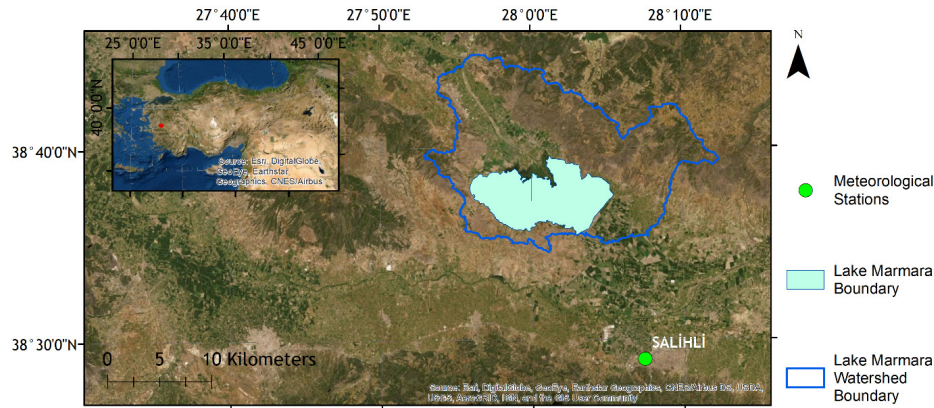 27°40'0"E 27°50'0"E 28°0'0"E 28°10'0"E
25°0'0"E 35°0'0"E 45°0'0"E
40°0'0"N
Source: Esri, DigitalGlobe,
GeoEye, Earthstar
Geographics, CNES/Airbus
38°40'0"N
38°30'0"N
0 5 10 Kilometers
SALİHLİ
Source: Esri, DigitalGlobe, GeoEye, Earthstar Geographics, CNES/Airbus DS, USDA,
USGS, AeroGRID, IGN, and the GIS User Community
N
Meteorological
Stations
Lake Marmara
Boundary
Lake Marmara
Watershed
Boundary